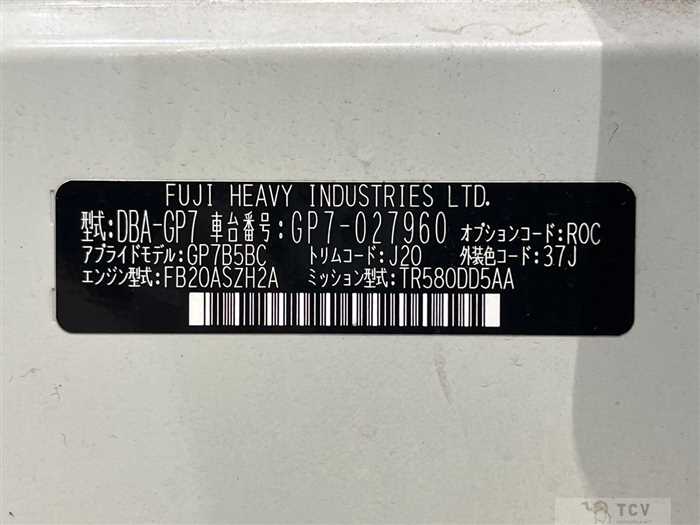 FUJI HEAVY INDUSTRIES LTD.
型式:DBA-GP7 車台番号:GP7-027960 オプションコード:ROC
アプライドモデル:GP7B5BC トリムコード:J20 外装色コード:37J
エンジン型式:FB20ASZH2A ミッション型式:TR580DD5AA
TCV